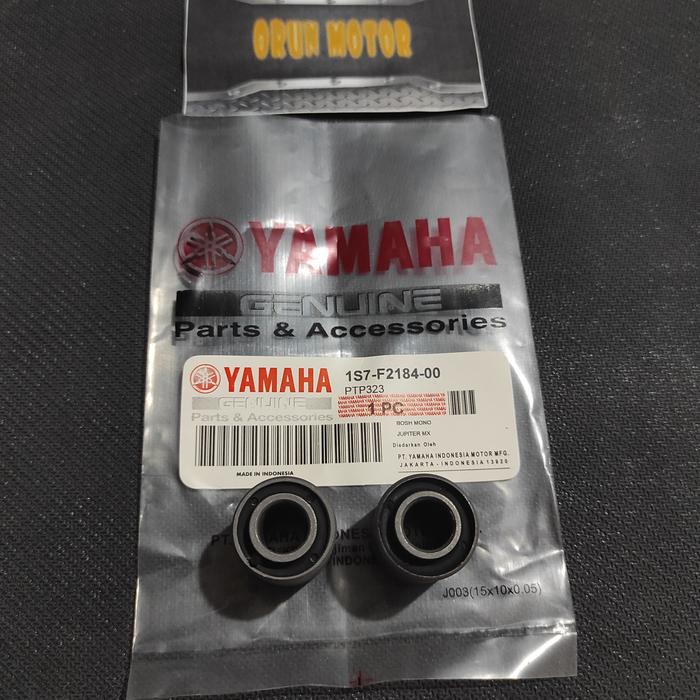 ORUN MOTOR
YAMAHA
GENUINE
Parts & Accessories
YAMAHA 1S7-F2184-00
GENUINE PTP323
Parts & Accessories 1 PC
BOSH MONO
JUPITER MX
Diedarkan Oleh
PT. YAMAHA INDONESIA MOTOR MFG.
JAKARTA - INDONESIA 13920
MADE IN INDONESIA
J003(15x10x0.05)